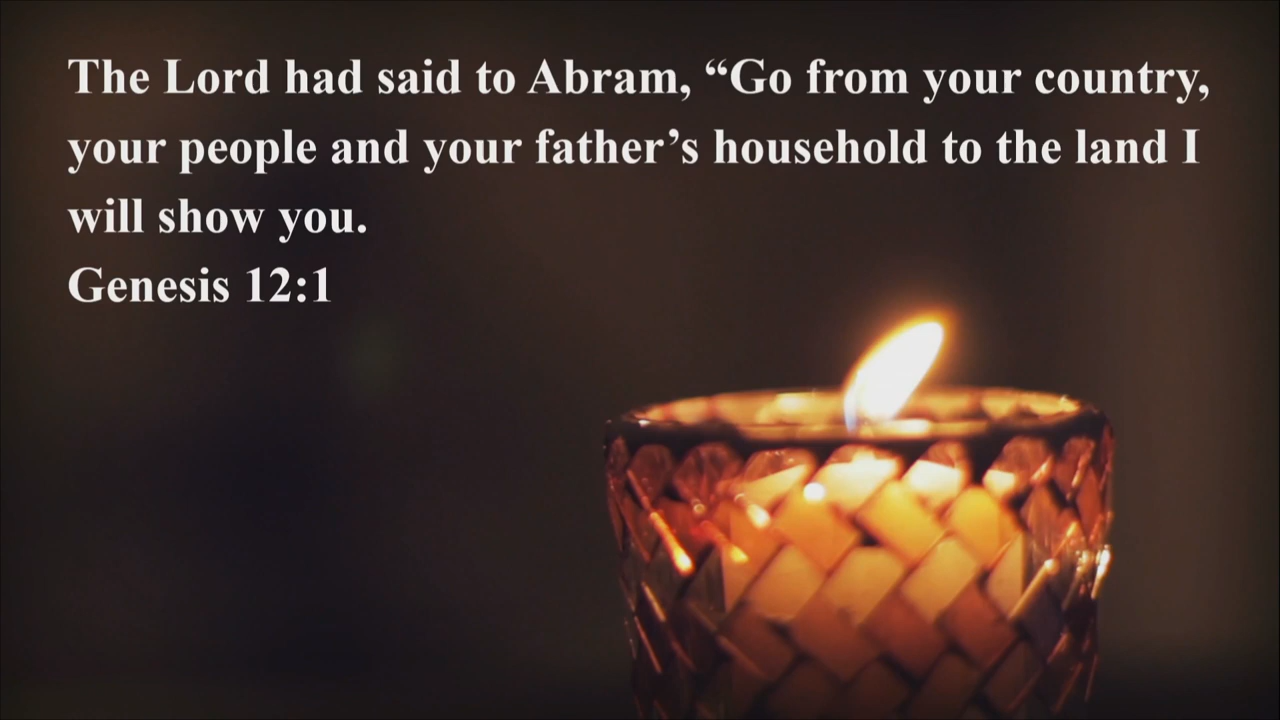 The Lord had said to Abram, “Go from your country,
your people and your father’s household to the land I
will show you.
Genesis 12:1